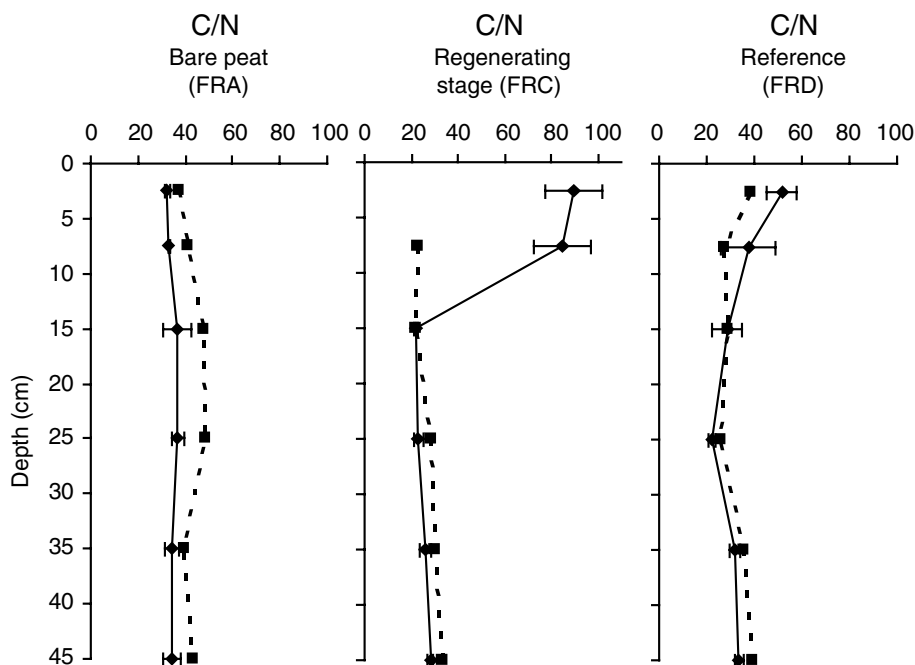 C/N C/N C/N
Bare peat Regenerating Reference
(FRA) stage (FRC) (FRD)
0 20 40 60 80 100 0 20 40 60 80 100 0 20 40 60 80 100
0
5
10
15
20
25
30
35
40
45
Depth (cm)